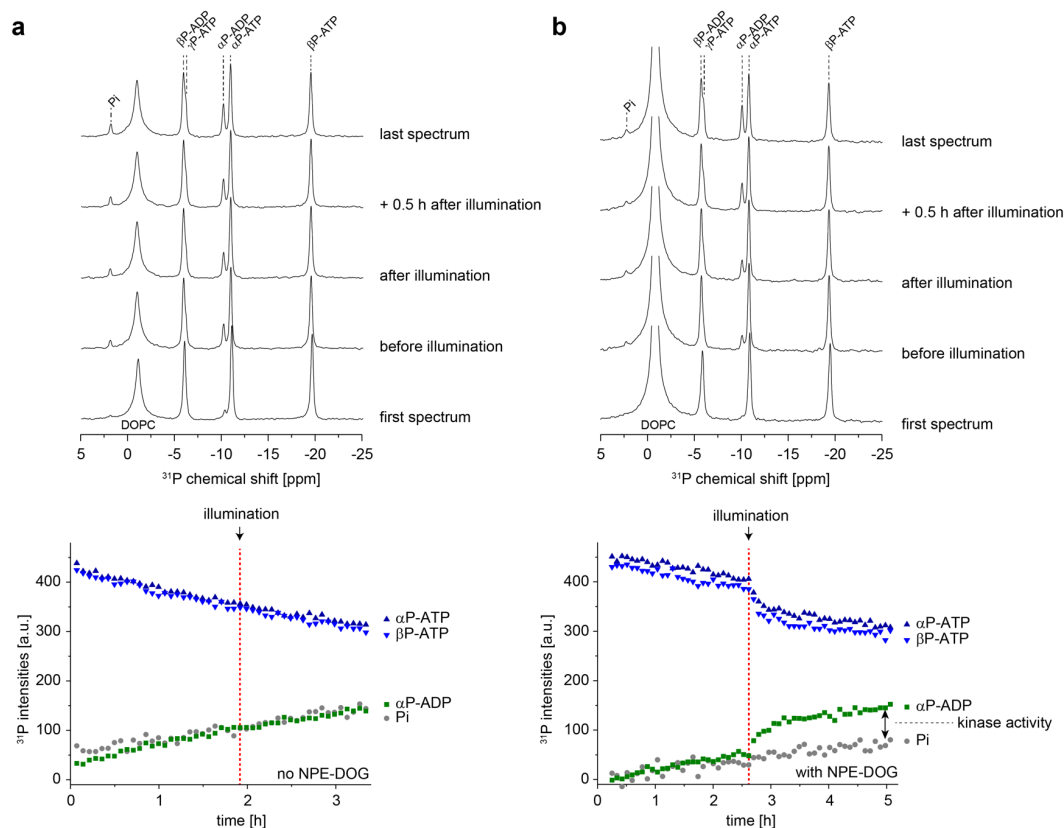 a
βP-ADP
γP-ATP
αP-ADP
αP-ATP
βP-ATP
Pi
last spectrum
+ 0.5 h after illumination
after illumination
before illumination
first spectrum
DOPC
5 0 -5 -10 -15 -20 -25
31P chemical shift [ppm]
b
βP-ADP
γP-ATP
αP-ADP
αP-ATP
βP-ATP
Pi
last spectrum
+ 0.5 h after illumination
after illumination
before illumination
first spectrum
DOPC
5 0 -5 -10 -15 -20 -25
31P chemical shift [ppm]
illumination
31P intensities [a.u.]
400
300
200
100
0
αP-ATP
βP-ATP
αP-ADP
Pi
no NPE-DOG
0 1 2 3
time [h]
illumination
31P intensities [a.u.]
400
300
200
100
0
αP-ATP
βP-ATP
αP-ADP
kinase activity
Pi
with NPE-DOG
0 1 2 3 4 5
time [h]